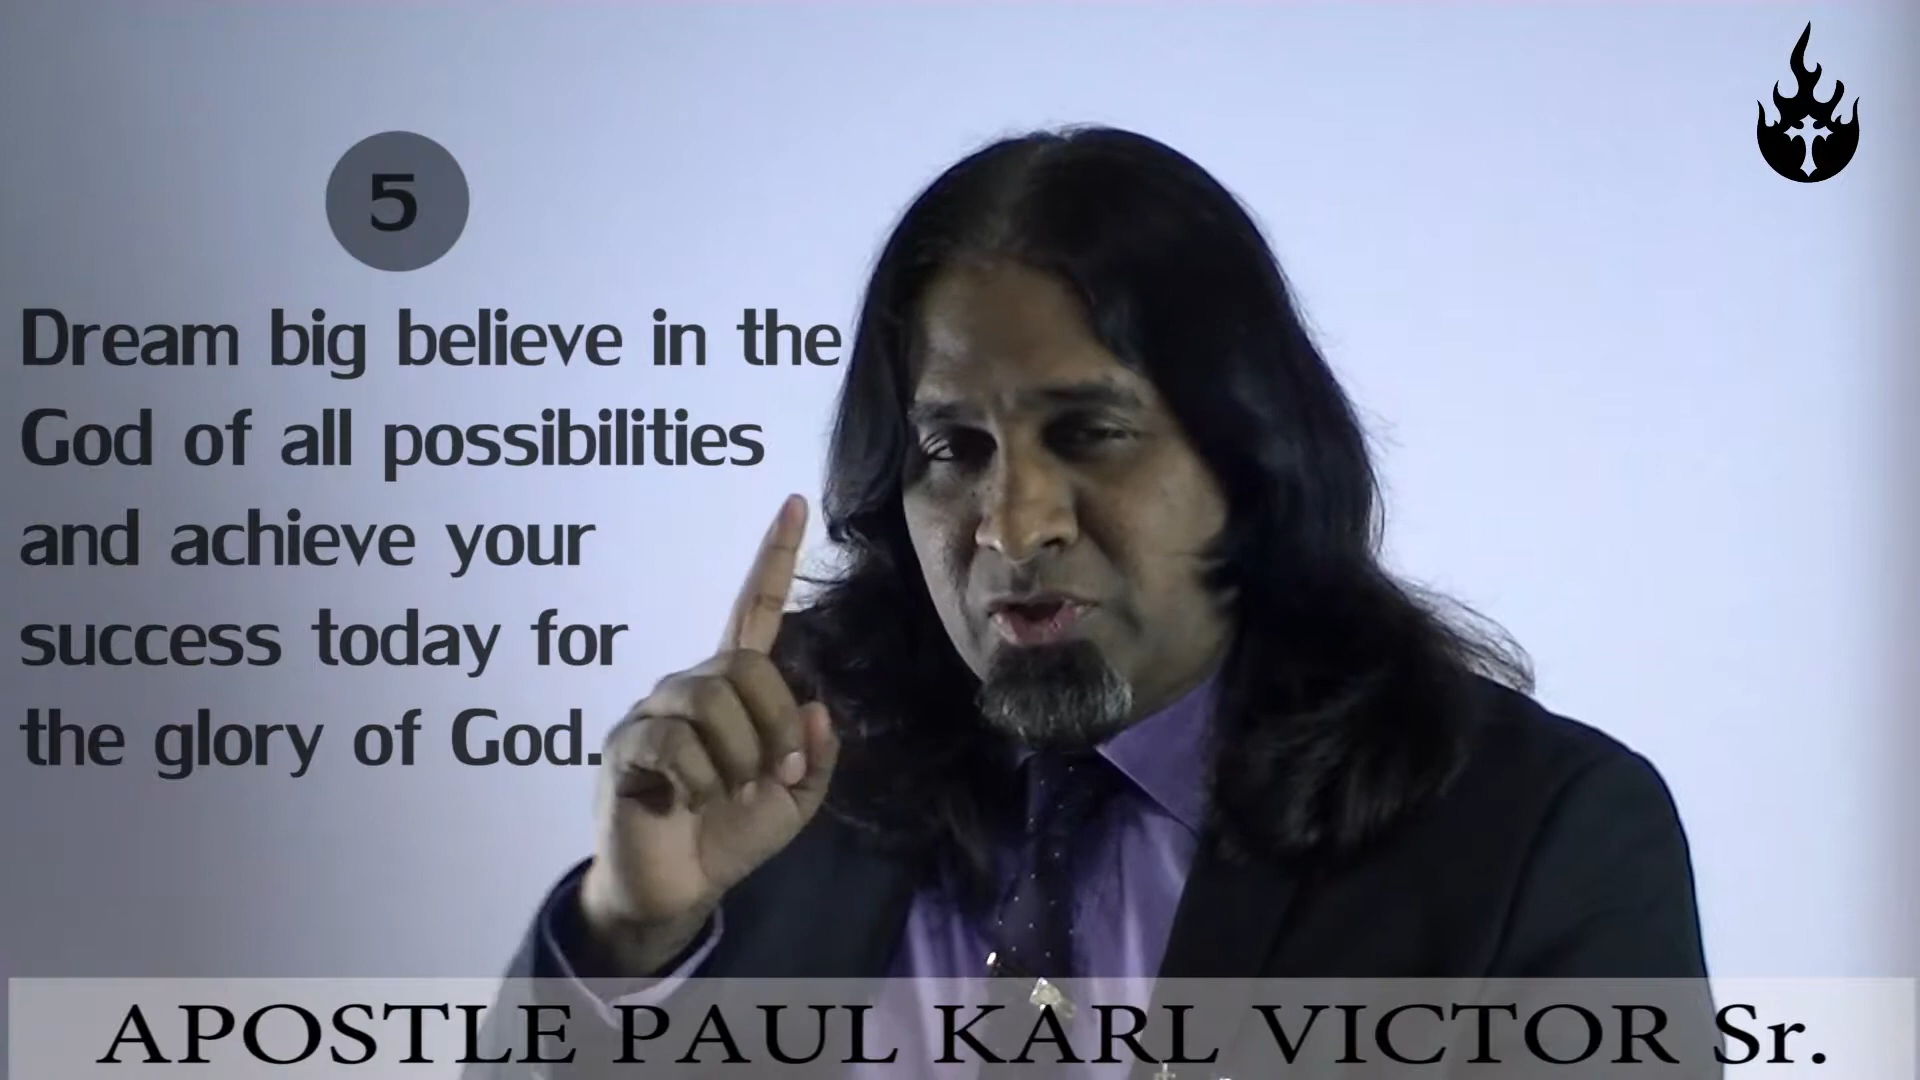 5
Dream big believe in the
God of all possibilities
and achieve your
success today for
the glory of God.
APOSTLE PAUL KARL VICTOR Sr.